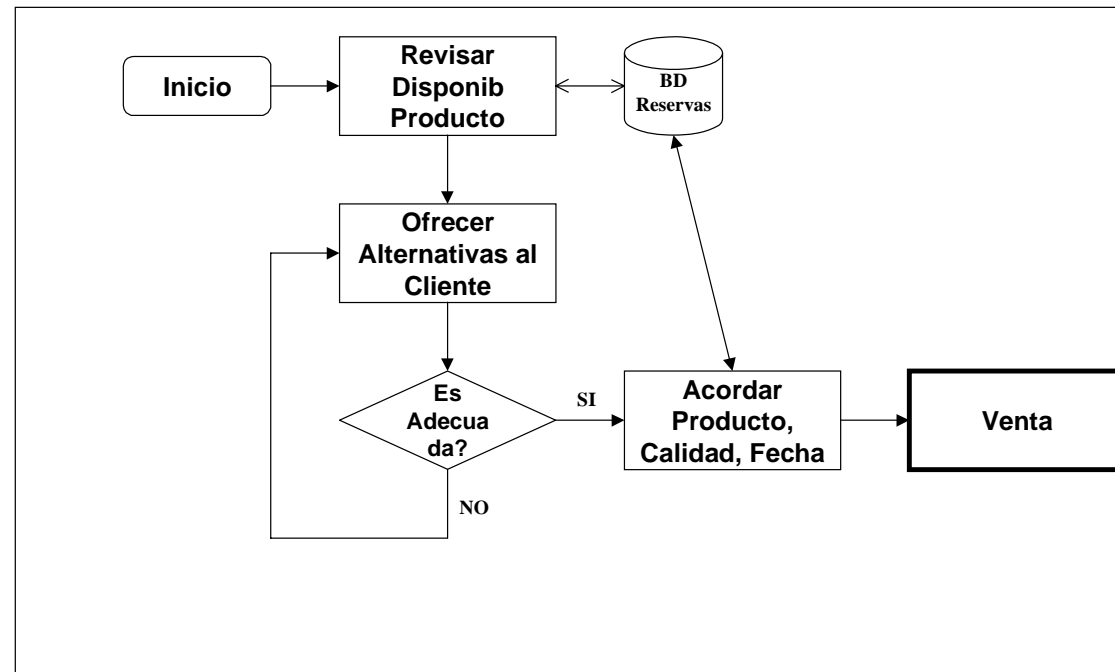 Inicio
Revisar
Disponib
Producto
BD
Reservas
Ofrecer
Alternativas al
Cliente
Es
Adecua
da?
SI
NO
Acordar
Producto,
Calidad, Fecha
Venta